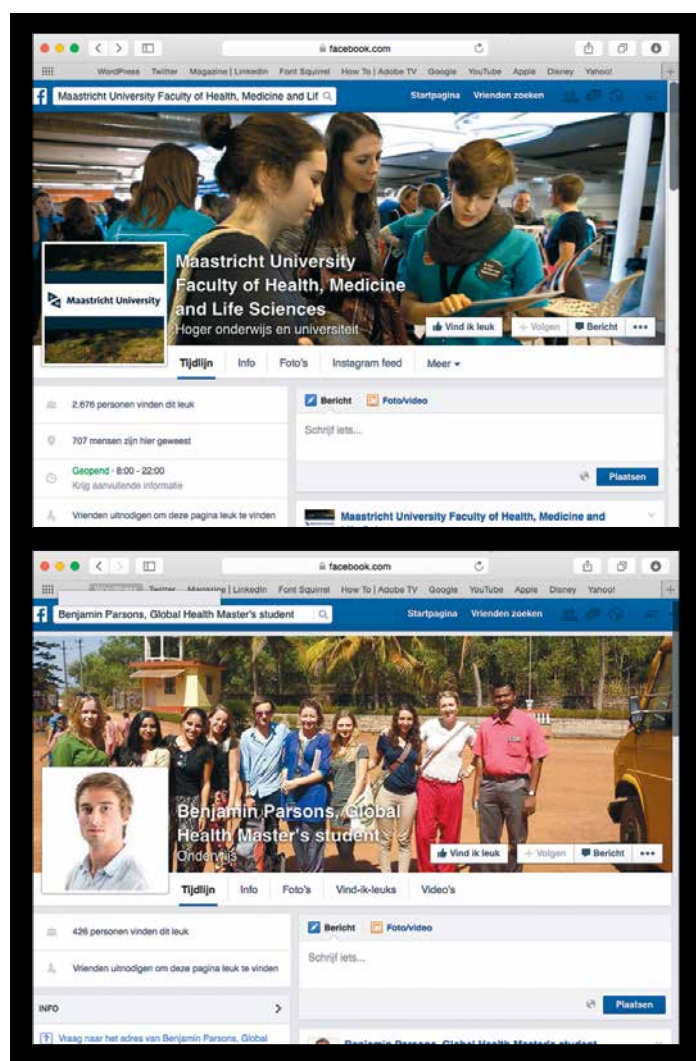 facebook.com
WordPress Twitter Magazine | LinkedIn Font Squirrel How To | Adobe TV Google YouTube Apple Disney Yahoo!
f Maastricht University Faculty of Health, Medicine and Lif
Startpagina Vrienden zoeken
Maastricht University
Maastricht University
Faculty of Health, Medicine
and Life Sciences
Hoger onderwijs en universiteit
Vind ik leuk + Volgen Bericht •••
Tijdlijn Info Foto's Instagram feed Meer
2.676 personen vinden dit leuk
707 mensen zijn hier geweest
Geopend · 8:00 - 22:00
Krijg aanvullende informatie
Vrienden uitnodigen om deze pagina leuk te vinden
Bericht Foto/video
Schrijf iets...
Plaatsen
Maastricht University Faculty of Health, Medicine and
facebook.com
Twitter Magazine | LinkedIn Font Squirrel How To | Adobe TV Google YouTube Apple Disney Yahoo!
f Benjamin Parsons, Global Health Master's student
Startpagina Vrienden zoeken
Benjamin Parsons, Global
Health Master's student
Onderwijs
Vind ik leuk + Volgen Bericht •••
Tijdlijn Info Foto's Vind-ik-leuks Video's
426 personen vinden dit leuk
Vrienden uitnodigen om deze pagina leuk te vinden
INFO
? Vraag naar het adres van Benjamin Parsons, Global
Bericht Foto/video
Schrijf iets...
Plaatsen
Benjamin Parsons, Global Health Master's student